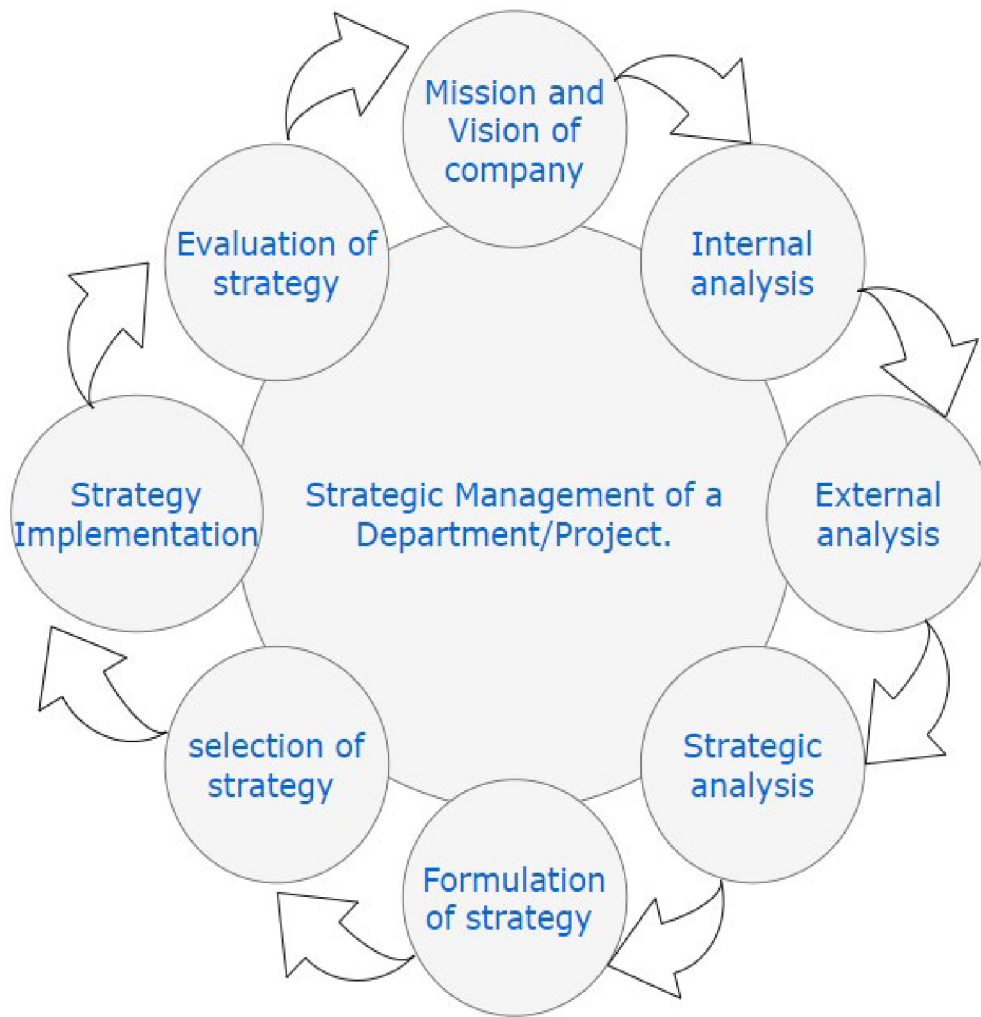 Mission and
Vision of
company
Internal
analysis
External
analysis
Strategic
analysis
Formulation
of strategy
selection of
strategy
Strategy
Implementation
Evaluation of
strategy
Strategic Management of a
Department/Project.